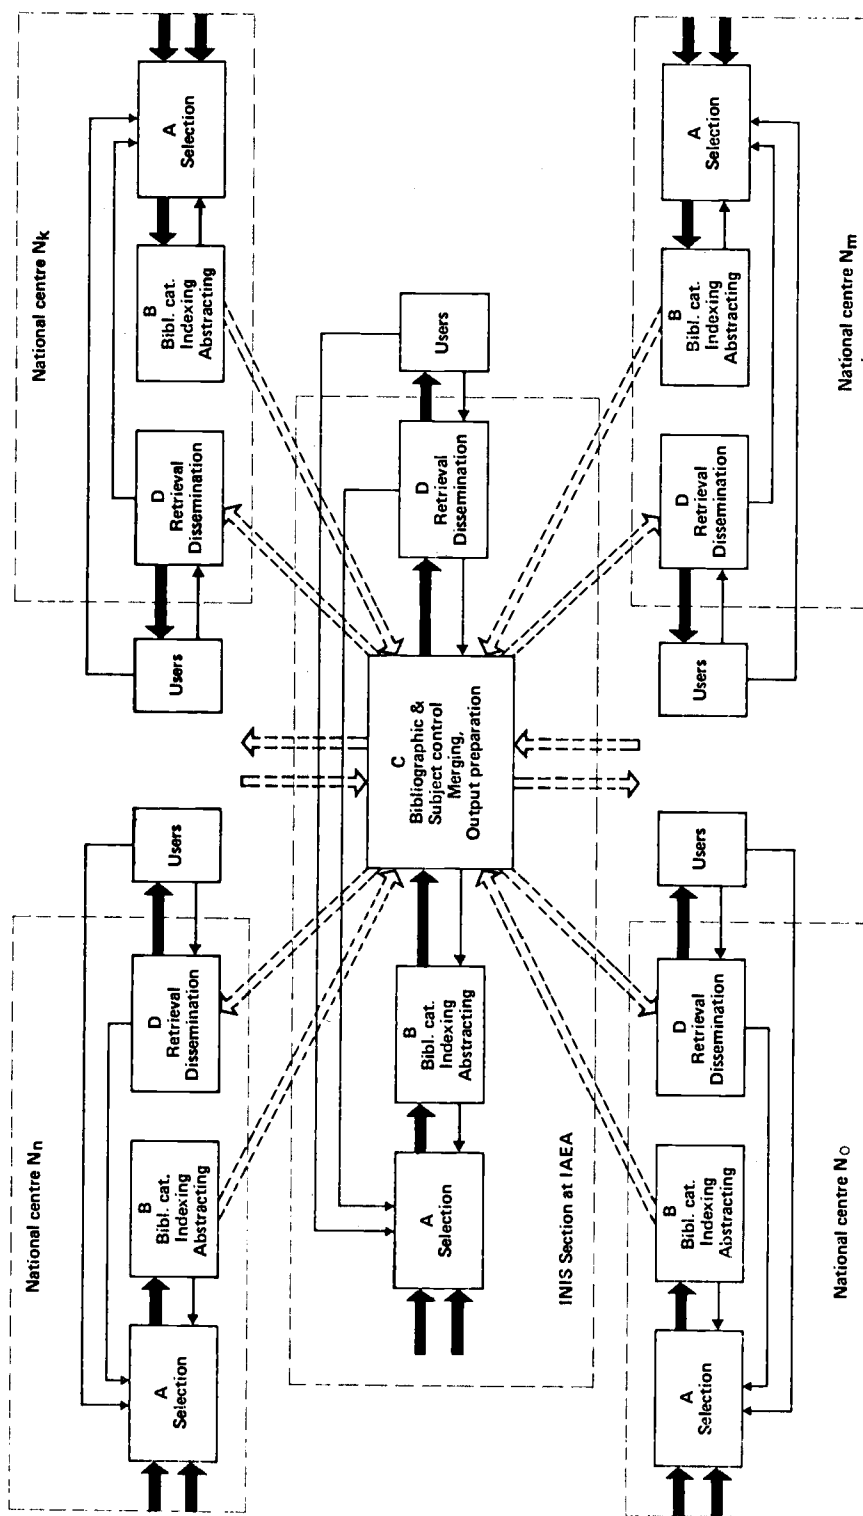 National centre Nn
A
Selection
B
Bibl. cat.
Indexing
Abstracting
D
Retrieval
Dissemination
Users
National centre Nk
Users
D
Retrieval
Dissemination
B
Bibl. cat.
Indexing
Abstracting
A
Selection
A
Selection
B
Bibl. cat.
Indexing
Abstracting
C
Bibliographic &
Subject control
Merging,
Output preparation
D
Retrieval
Dissemination
Users
INIS Section at IAEA
A
Selection
B
Bibl. cat.
Indexing
Abstracting
D
Retrieval
Dissemination
Users
National centre No
Users
D
Retrieval
Dissemination
B
Bibl. cat.
Indexing
Abstracting
A
Selection
National centre Nm